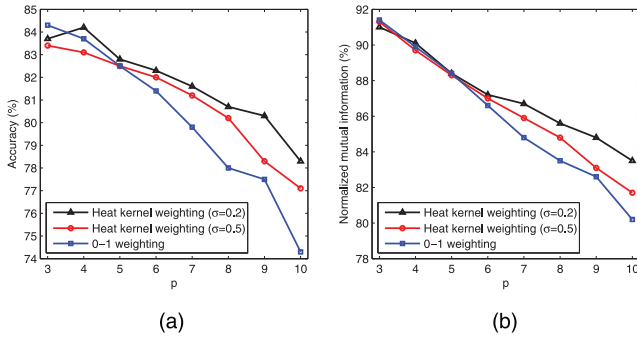 Accuracy (%)
85
84
83
82
81
80
79
78
77
76
75
74
Heat kernel weighting (σ=0.2)
Heat kernel weighting (σ=0.5)
0−1 weighting
3 4 5 6 7 8 9 10
p
(a)
Normalized mutual information (%)
92
90
88
86
84
82
80
78
Heat kernel weighting (σ=0.2)
Heat kernel weighting (σ=0.5)
0−1 weighting
3 4 5 6 7 8 9 10
p
(b)